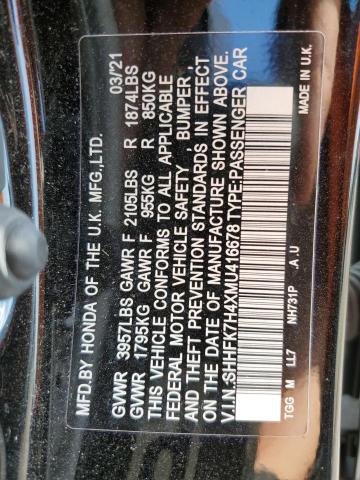 MFD.BY HONDA OF THE 03/21
U.K. MFG.,LTD.
GVWR 3957LBS GAWR F 2105LBS R 1874LBS
GVWR 1795KG GAWR F 955KG R 850KG
THIS VEHICLE CONFORMS TO ALL APPLICABLE
FEDERAL MOTOR VEHICLE SAFETY , BUMPER ,
AND THEFT PREVENTION STANDARDS IN EFFECT
ON THE DATE OF MANUFACTURE SHOWN ABOVE.
V.I.N.:SHHFK7H4XMU416678 TYPE:PASSENGER CAR
NH731P .A.U MADE IN U.K.
TGG M LL7